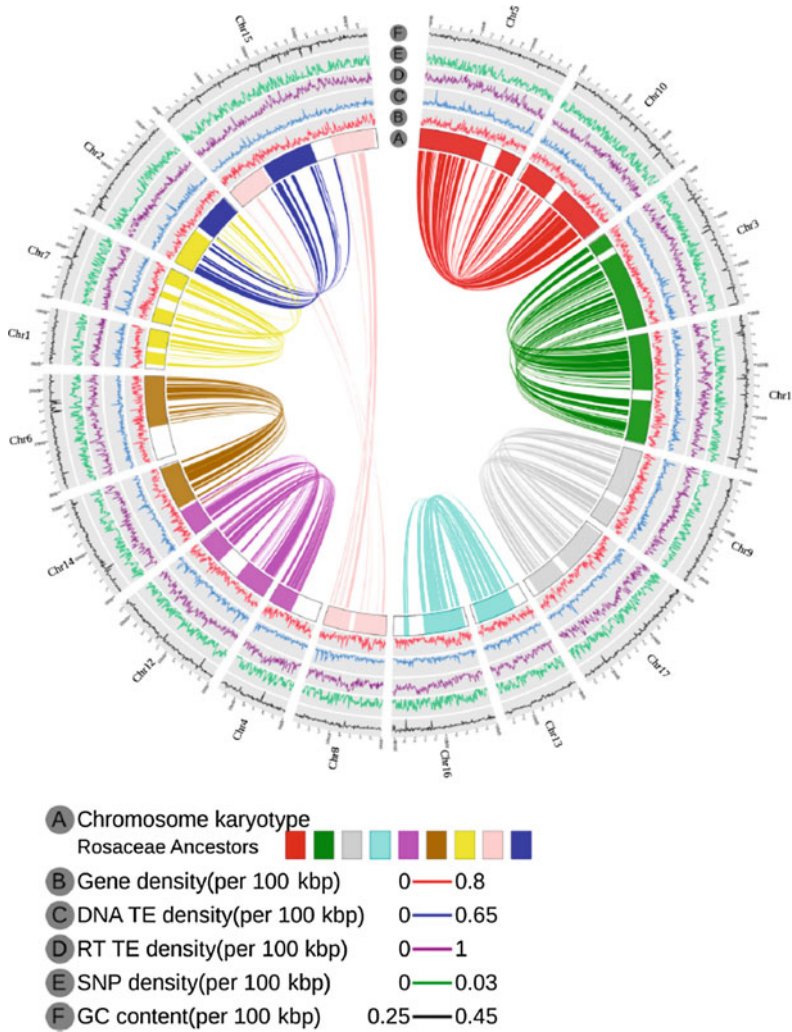 Chr15
F
Chr5
E
D
Chr10
C
B
A
Chr2
Chr3
Chr7
Chr1
Chr1
Chr6
Chr9
Chr14
Chr17
Chr12
Chr4
Chr8
Chr16
Chr13
A Chromosome karyotype
Rosaceae Ancestors
B Gene density(per 100 kbp) 0 0.8
C DNA TE density(per 100 kbp) 0 0.65
D RT TE density(per 100 kbp) 0 1
E SNP density(per 100 kbp) 0 0.03
F GC content(per 100 kbp) 0.25 0.45